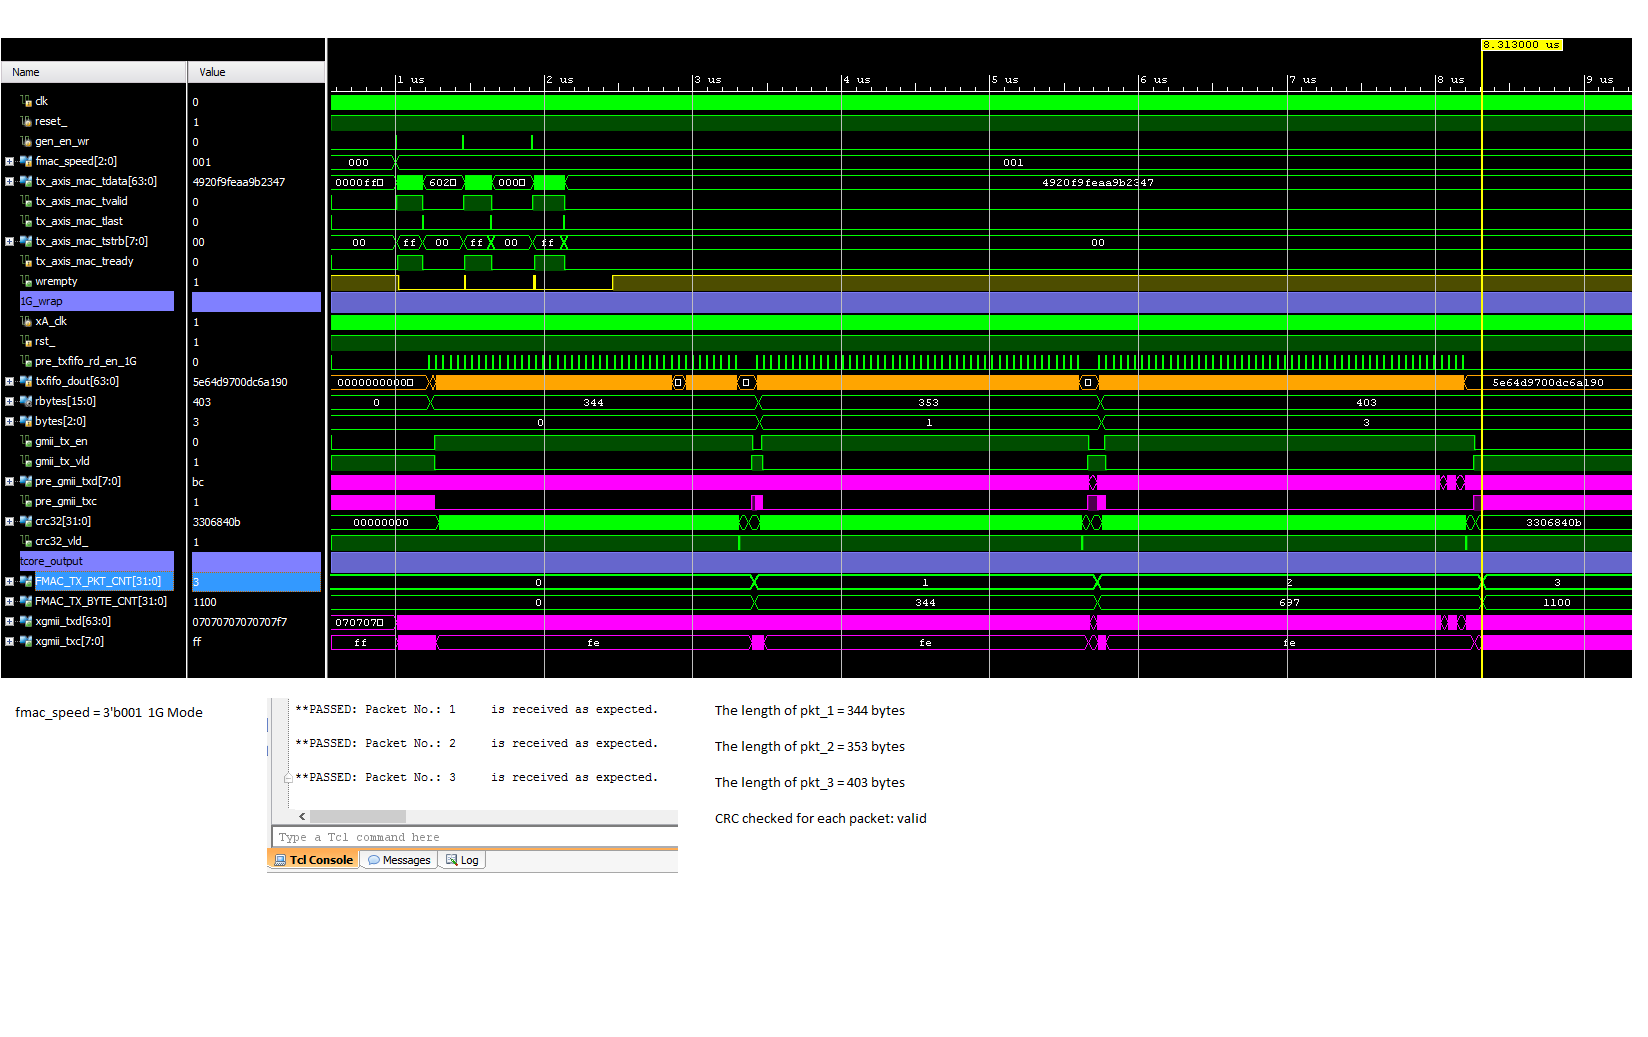 8.313000 us
Name Value
1 us 2 us 3 us 4 us 5 us 6 us 7 us 8 us 9 us
clk 0
reset_ 1
gen_en_wr 0
fmac_speed[2:0] 001 000 001
tx_axis_mac_tdata[63:0] 4920f9feaa9b2347 0000ff 602 000 4920f9feaa9b2347
tx_axis_mac_tvalid 0
tx_axis_mac_tlast 0
tx_axis_mac_tstrb[7:0] 00 00 ff 00 ff 00 ff 00
tx_axis_mac_tready 0
wrempty 1
1G_wrap
xA_clk 1
rst_ 1
pre_txfifo_rd_en_1G 0
txfifo_dout[63:0] 5e64d9700dc6a190 0000000000 5e64d9700dc6a190
rbytes[15:0] 403 0 344 353 403
bytes[2:0] 3 0 1 3
gmii_tx_en 0
gmii_tx_vld 1
pre_gmii_txd[7:0] bc
pre_gmii_txc 1
crc32[31:0] 3306840b 00000000 3306840b
crc32_vld_ 1
tcore_output
FMAC_TX_PKT_CNT[31:0] 3 0 1 2 3
FMAC_TX_BYTE_CNT[31:0] 1100 0 344 697 1100
xgmii_txd[63:0] 07070707070707f7 070707
xgmii_txc[7:0] ff ff fe fe fe
fmac_speed = 3'b001 1G Mode
**PASSED: Packet No.: 1 is received as expected.
**PASSED: Packet No.: 2 is received as expected.
**PASSED: Packet No.: 3 is received as expected.
Type a Tcl command here
Tcl Console Messages Log
The length of pkt_1 = 344 bytes
The length of pkt_2 = 353 bytes
The length of pkt_3 = 403 bytes
CRC checked for each packet: valid